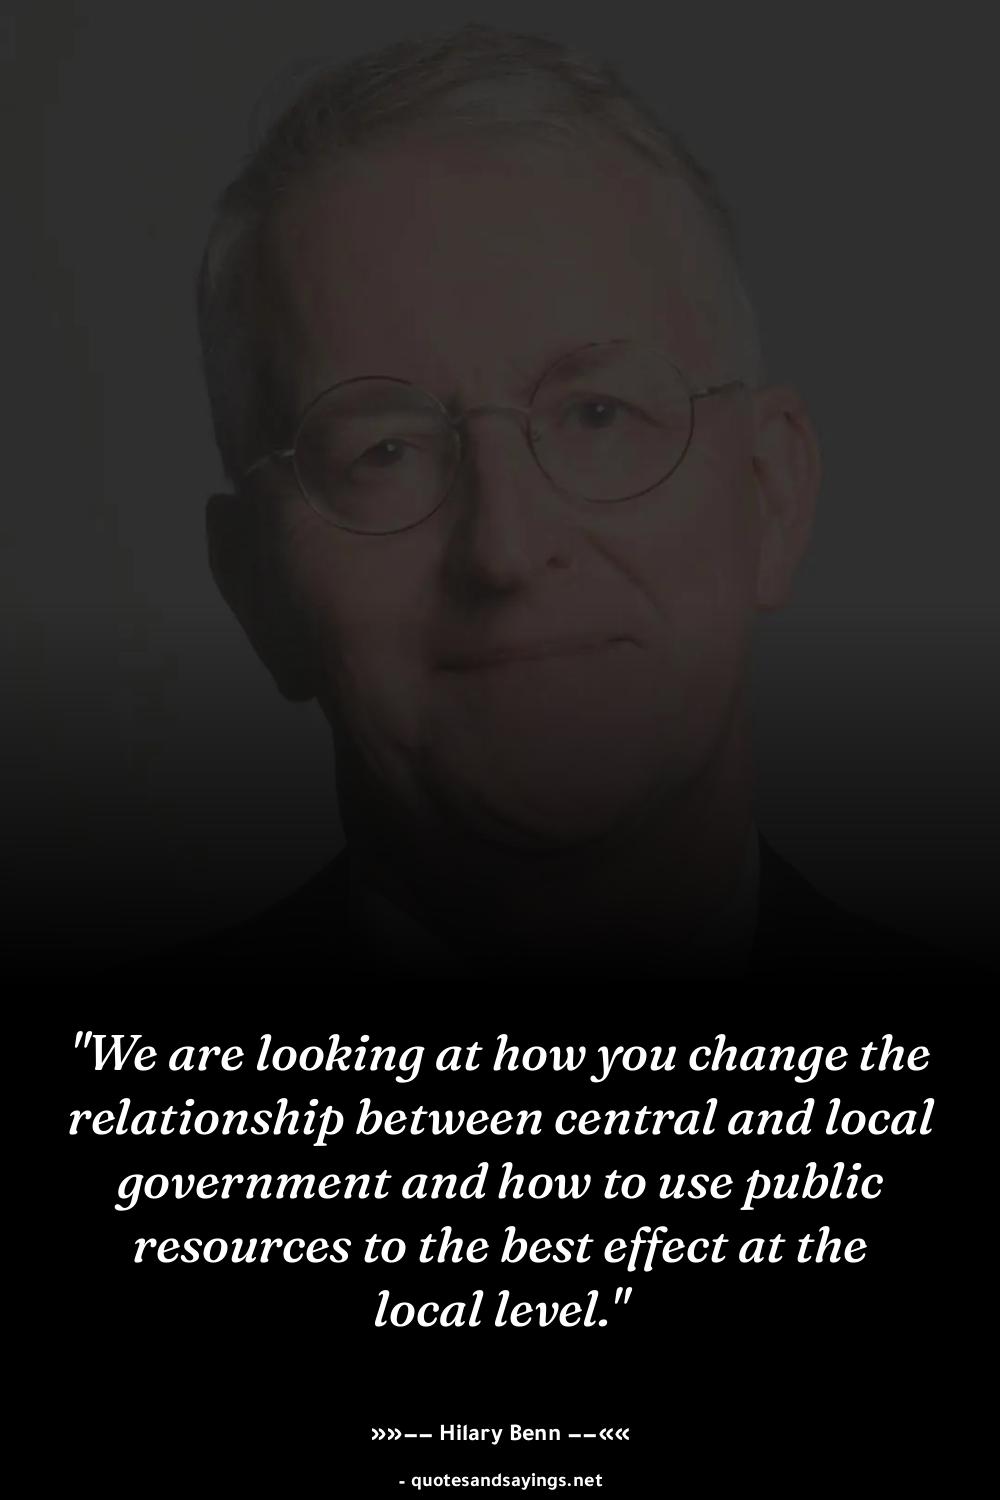 "We are looking at how you change the
relationship between central and local
government and how to use public
resources to the best effect at the
local level."
»»–– Hilary Benn ––««
- quotesandsayings.net